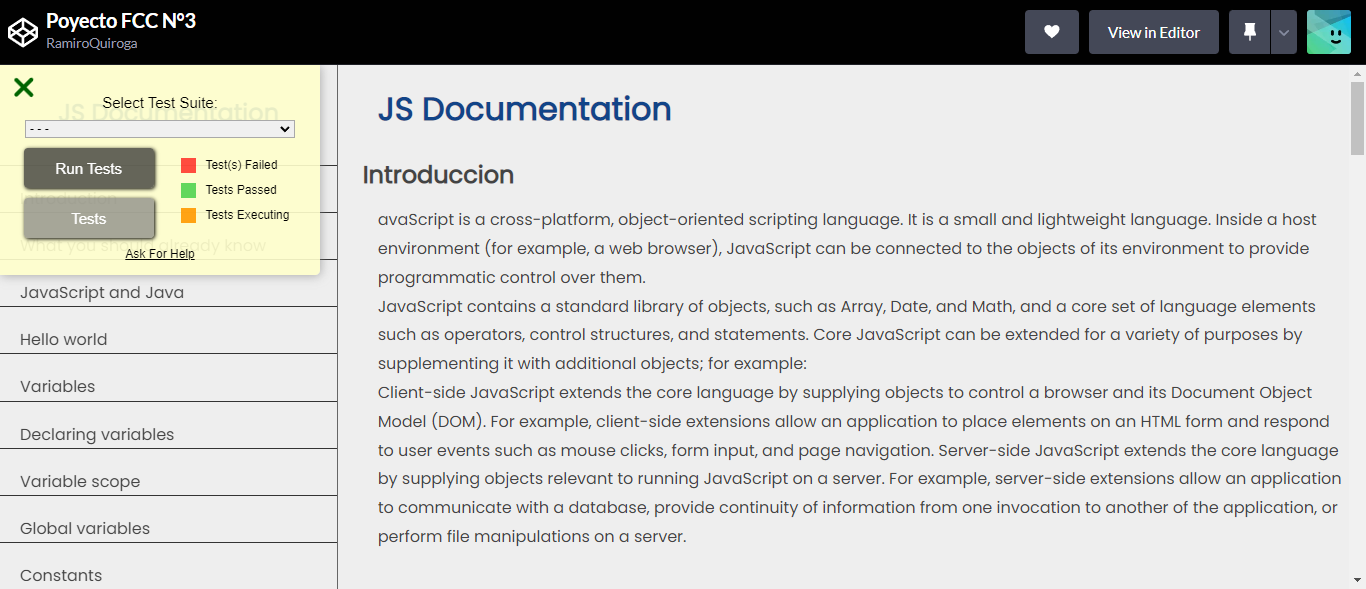 Poyecto FCC Nº3
RamiroQuiroga
View in Editor
Select Test Suite:
JS Documentation
- - -
Run Tests
Test(s) Failed
Tests Passed
Introduction
Tests
Tests Executing
What you should already know
Ask For Help
JavaScript and Java
Hello world
Variables
Declaring variables
Variable scope
Global variables
Constants
JS Documentation
Introduccion
avaScript is a cross-platform, object-oriented scripting language. It is a small and lightweight language. Inside a host
environment (for example, a web browser), JavaScript can be connected to the objects of its environment to provide
programmatic control over them.
JavaScript contains a standard library of objects, such as Array, Date, and Math, and a core set of language elements
such as operators, control structures, and statements. Core JavaScript can be extended for a variety of purposes by
supplementing it with additional objects; for example:
Client-side JavaScript extends the core language by supplying objects to control a browser and its Document Object
Model (DOM). For example, client-side extensions allow an application to place elements on an HTML form and respond
to user events such as mouse clicks, form input, and page navigation. Server-side JavaScript extends the core language
by supplying objects relevant to running JavaScript on a server. For example, server-side extensions allow an application
to communicate with a database, provide continuity of information from one invocation to another of the application, or
perform file manipulations on a server.